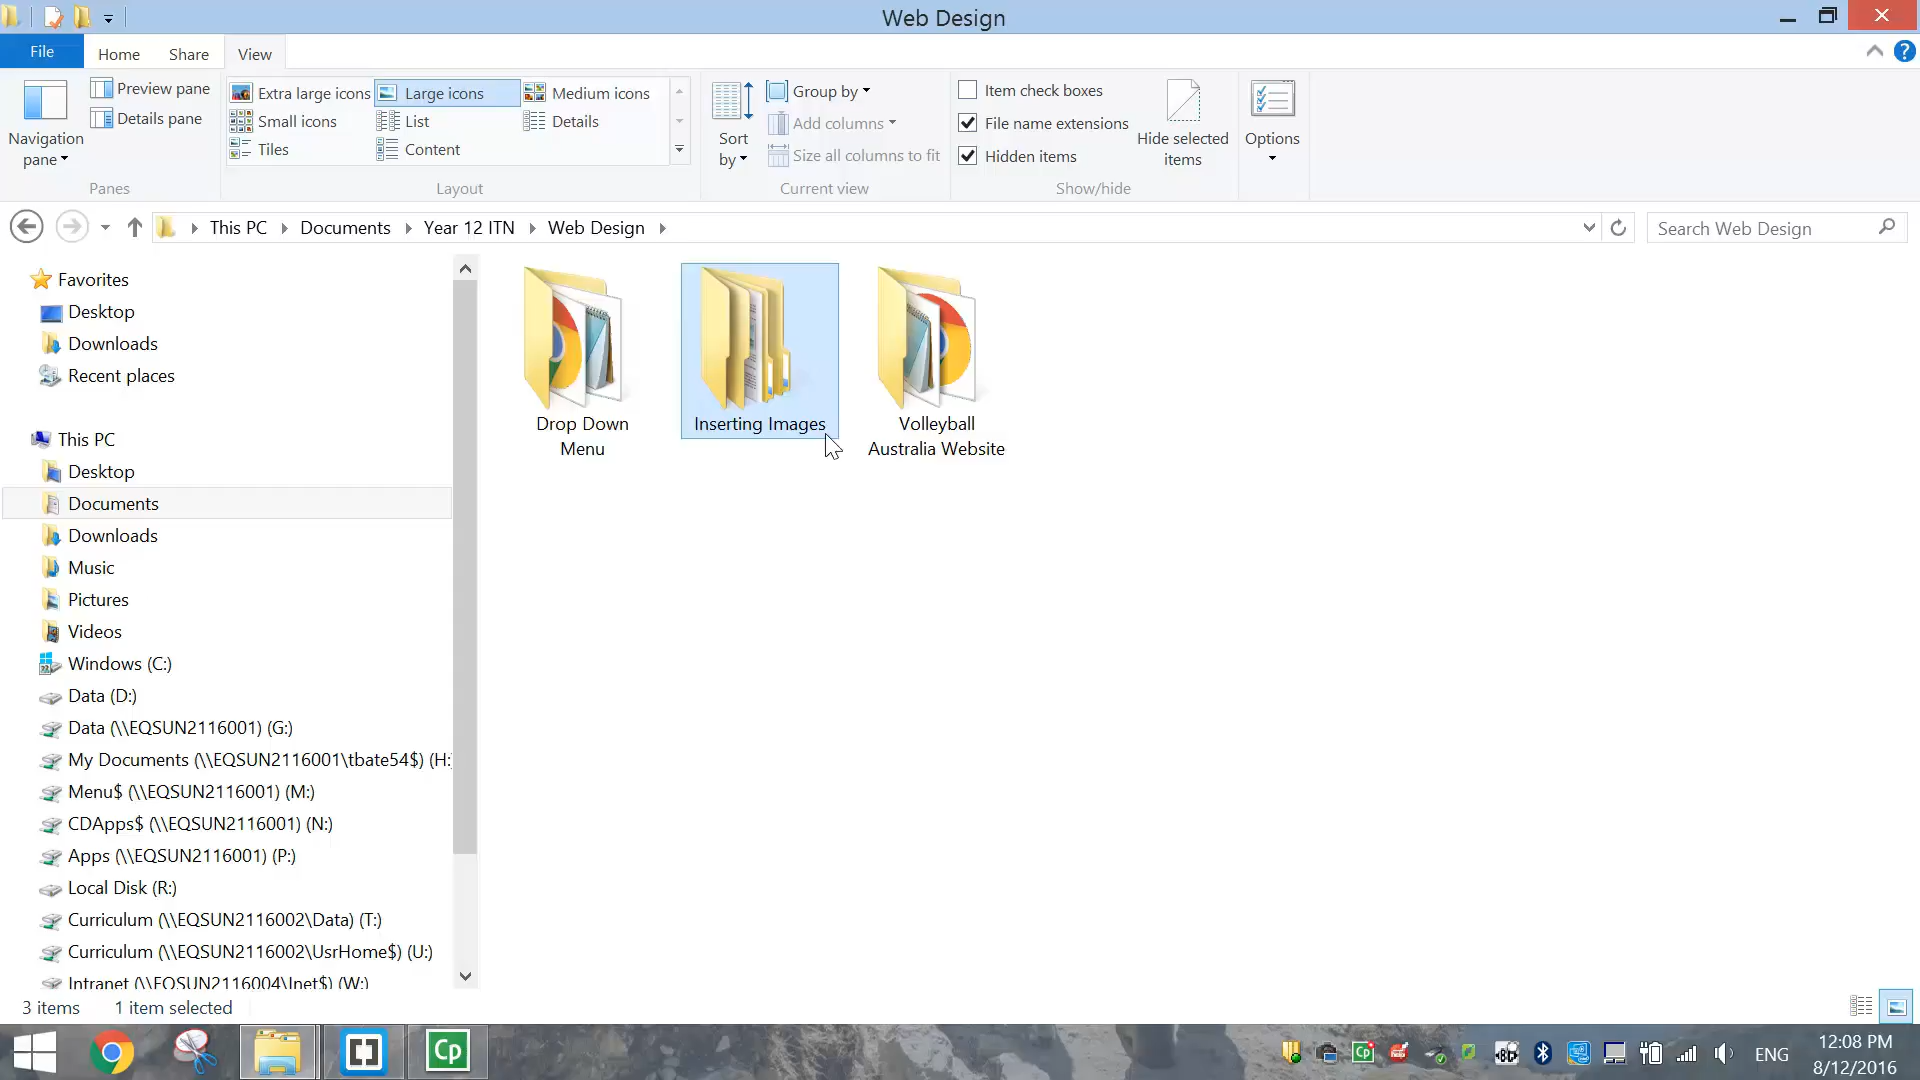 Web Design
File
Home
Share
View
Navigation
pane
Preview pane
Details pane
Panes
Extra large icons
Large icons
Medium icons
Small icons
List
Details
Tiles
Content
Layout
Sort
by
Group by
Add columns
Size all columns to fit
Current view
Item check boxes
File name extensions
Hidden items
Hide selected
items
Show/hide
Options
This PC
Documents
Year 12 ITN
Web Design
Search Web Design
Favorites
Desktop
Downloads
Recent places
This PC
Desktop
Documents
Downloads
Music
Pictures
Videos
Windows (C:)
Data (D:)
Data (\\EQSUN2116001) (G:)
My Documents (\\EQSUN2116001\tbate54$) (H:
Menu$ (\\EQSUN2116001) (M:)
CDApps$ (\\EQSUN2116001) (N:)
Apps (\\EQSUN2116001) (P:)
Local Disk (R:)
Curriculum (\\EQSUN2116002\Data) (T:)
Curriculum (\\EQSUN2116002\UsrHome$) (U:)
Intranet (\\EQSUN2116004\Inet$) (W:)
Drop Down
Menu
Inserting Images
Volleyball
Australia Website
3 items
1 item selected
Cp
ENG
12:08 PM
8/12/2016